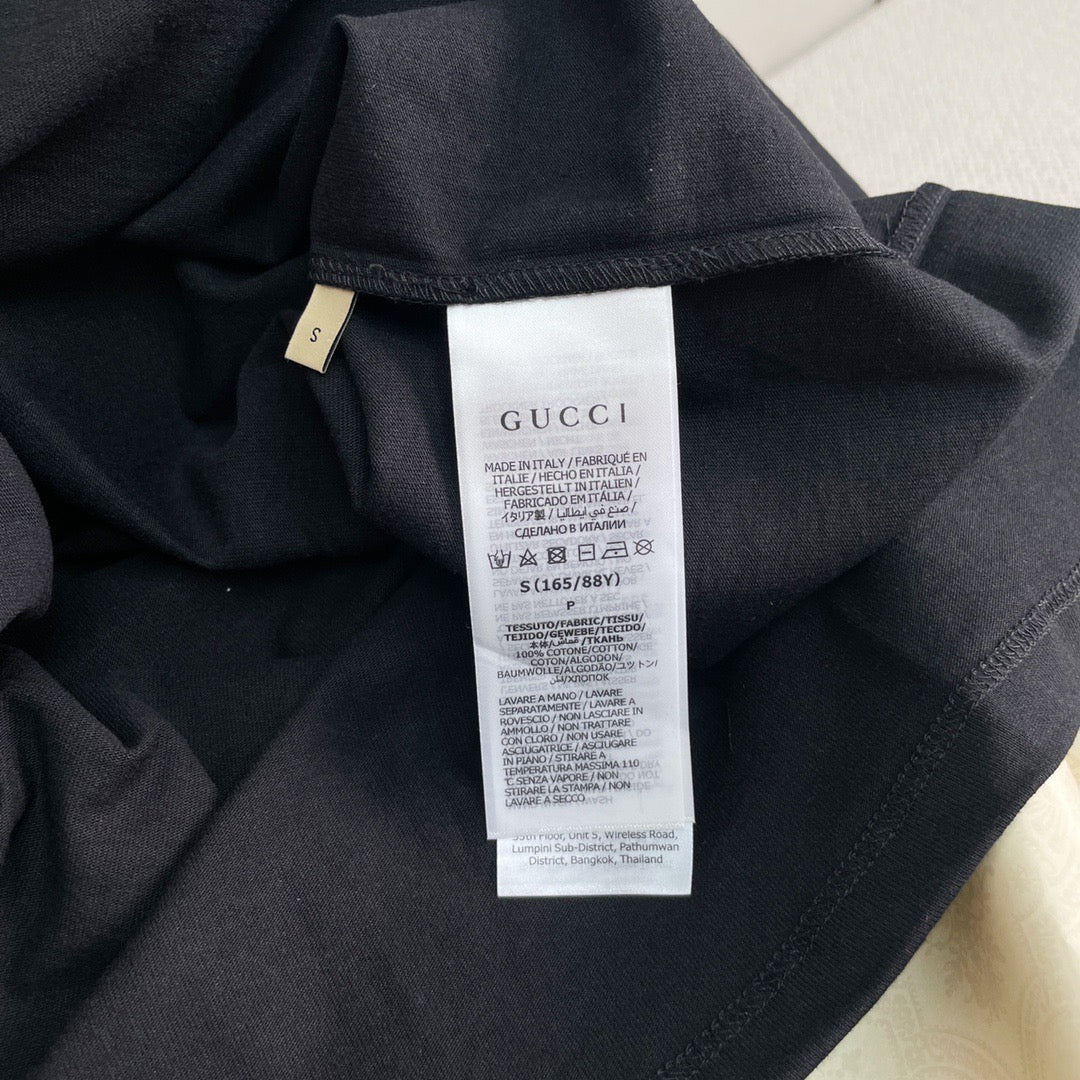 S
GUCCI
MADE IN ITALY / FABRIQUÉ EN
ITALIE / HECHO EN ITALIA /
HERGESTELLT IN ITALIEN /
FABRICADO EM ITÁLIA /
イタリア製 / صنع في إيطاليا /
СДЕЛАНО В ИТАЛИИ
S (165/88Y)
P
TESSUTO/FABRIC/TISSU/
TEJIDO/GEWEBE/TECIDO/
本体/قماش/ТКАНЬ
100% COTONE/COTTON/
COTON/ALGODON/
BAUMWOLLE/ALGODÃO/コットン/
/ХЛОПОК
LAVARE A MANO / LAVARE
SEPARATAMENTE / LAVARE A
ROVESCIO / NON LASCIARE IN
AMMOLLO / NON TRATTARE
CON CLORO / NON USARE
ASCIUGATRICE / ASCIUGARE
IN PIANO / STIRARE A
TEMPERATURA MASSIMA 110
°C SENZA VAPORE / NON
STIRARE LA STAMPA / NON
LAVARE A SECCO
Floor, Unit 5, Wireless Road,
Lumpini Sub-District, Pathumwan
District, Bangkok, Thailand